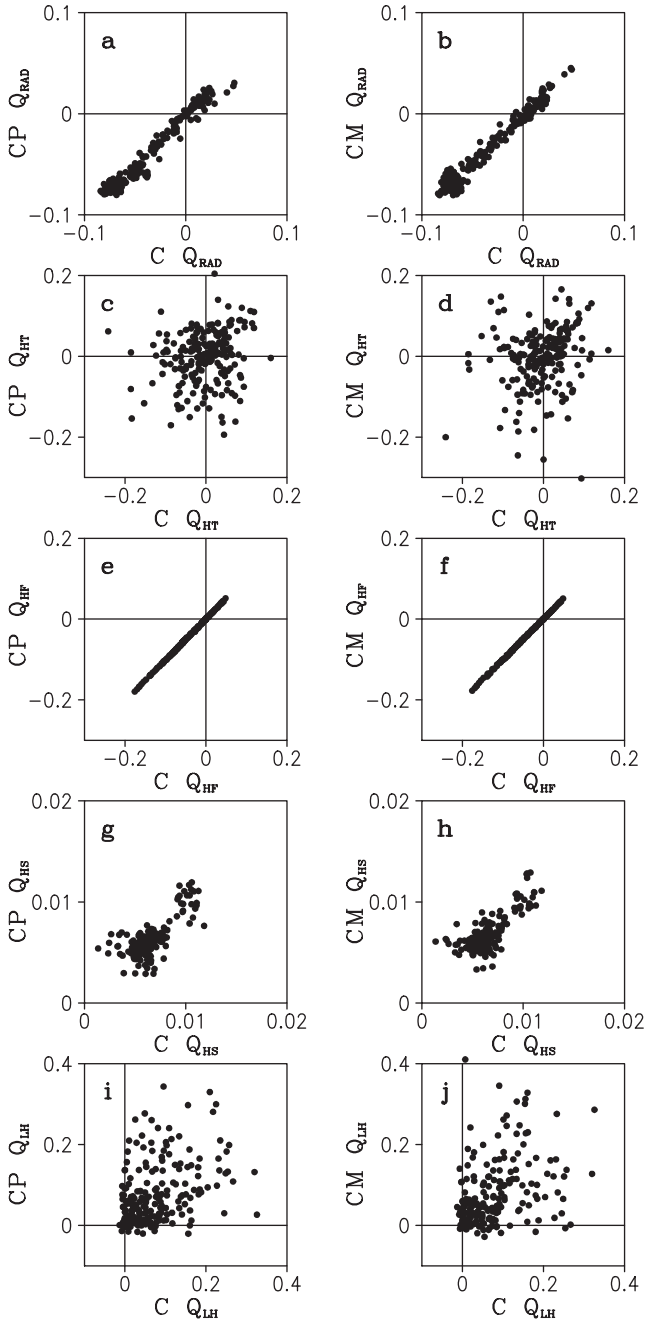 a
b
0.1
0
−0.1
CP Q_RAD
−0.1 0 0.1
C Q_RAD
0.1
0
−0.1
CM Q_RAD
−0.1 0 0.1
C Q_RAD
c
d
0.2
0
−0.2
CP Q_HT
−0.2 0 0.2
C Q_HT
0.2
0
−0.2
CM Q_HT
−0.2 0 0.2
C Q_HT
e
f
0.2
0
−0.2
CP Q_HF
−0.2 0 0.2
C Q_HF
0.2
0
−0.2
CM Q_HF
−0.2 0 0.2
C Q_HF
g
h
0.02
0.01
0
CP Q_HS
0 0.01 0.02
C Q_HS
0.02
0.01
0
CM Q_HS
0 0.01 0.02
C Q_HS
i
j
0.4
0.2
0
CP Q_LH
0 0.2 0.4
C Q_LH
0.4
0.2
0
CM Q_LH
0 0.2 0.4
C Q_LH